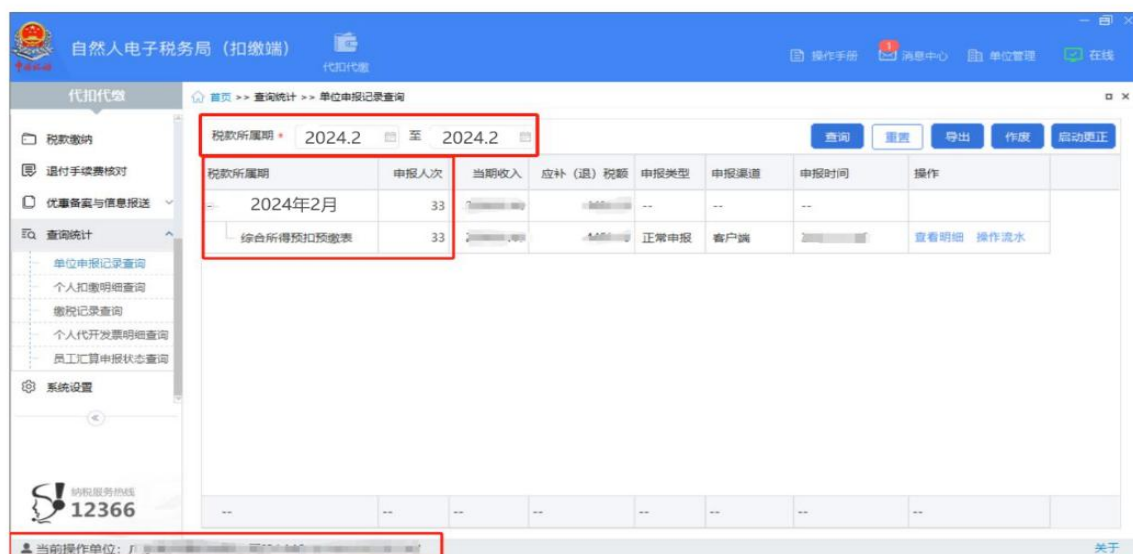 自然人电子税务局（扣缴端）
代扣代缴
操作手册
1
消息中心
单位管理
在线
代扣代缴
首页 >> 查询统计 >> 单位申报记录查询
税款缴纳
退付手续费核对
优惠备案与信息报送
查询统计
单位申报记录查询
个人扣缴明细查询
缴税记录查询
个人代开发票明细查询
员工汇算申报状态查询
系统设置
纳税服务热线
12366
税款所属期 * 2024.2 至 2024.2
查询 重置 导出 作废 启动更正
税款所属期 申报人次 当期收入 应补（退）税额 申报类型 申报渠道 申报时间 操作
2024年2月 33 -- -- --
综合所得预扣预缴表 33 正常申报 客户端 查看明细 操作流水
-- -- -- -- -- -- -- --
当前操作单位：
关于